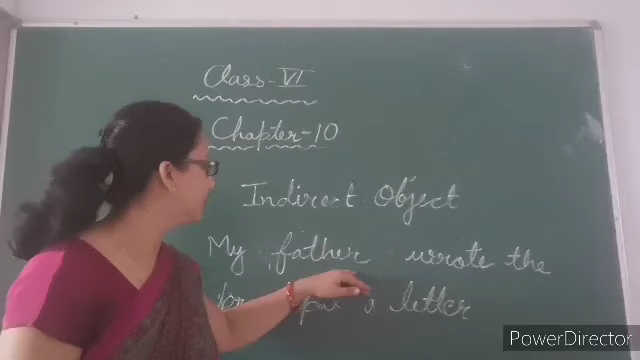 Class-VI
Chapter-10
Indirect Object
My father wrote the
a letter
PowerDirector